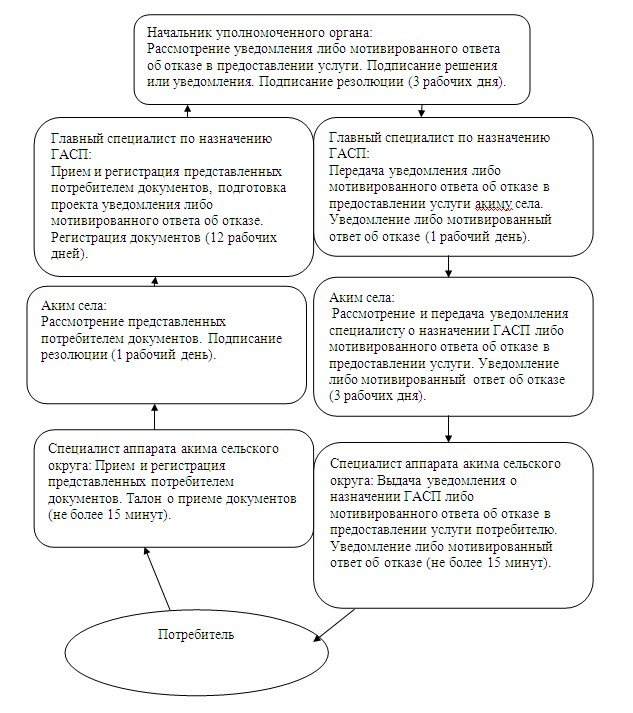 Начальник уполномоченного органа:
Рассмотрение уведомления либо мотивированного ответа
об отказе в предоставлении услуги. Подписание решения
или уведомления. Подписание резолюции (3 рабочих дня).
Главный специалист по назначению
ГАСП:
Прием и регистрация представленных
потребителем документов, подготовка
проекта уведомления либо
мотивированного ответа об отказе.
Регистрация документов (12 рабочих
дней).
Главный специалист по назначению
ГАСП:
Передача уведомления либо
мотивированного ответа об отказе в
предоставлении услуги акиму села.
Уведомление либо мотивированный
ответ об отказе (1 рабочий день).
Аким села:
Рассмотрение представленных
потребителем документов. Подписание
резолюции (1 рабочий день).
Аким села:
Рассмотрение и передача уведомления
специалисту о назначении ГАСП либо
мотивированного ответа об отказе в
предоставлении услуги. Уведомление
либо мотивированный ответ об отказе
(3 рабочих дня).
Специалист аппарата акима сельского
округа: Прием и регистрация
представленных потребителем
документов. Талон о приеме документов
(не более 15 минут).
Специалист аппарата акима сельского
округа: Выдача уведомления о
назначении ГАСП либо
мотивированного ответа об отказе в
предоставлении услуги потребителю.
Уведомление либо мотивированный
ответ об отказе (не более 15 минут).
Потребитель